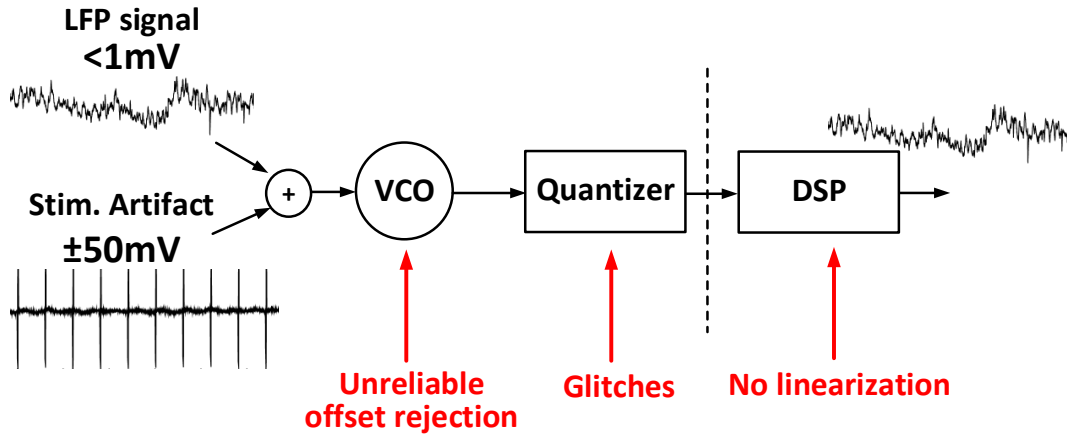 LFP signal
<1mV
Stim. Artifact
±50mV
+
VCO
Quantizer
DSP
Unreliable
offset rejection
Glitches
No linearization